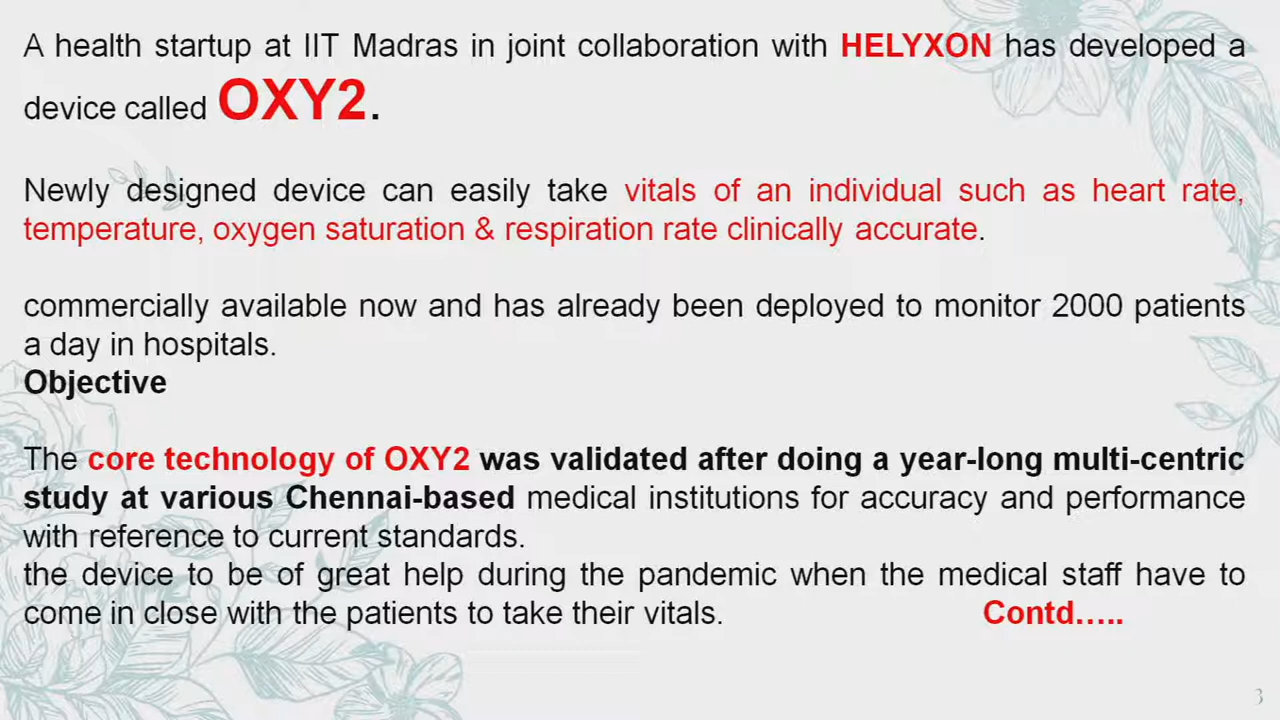 A health startup at IIT Madras in joint collaboration with HELYXON has developed a
device called OXY2.
Newly designed device can easily take vitals of an individual such as heart rate,
temperature, oxygen saturation & respiration rate clinically accurate.
commercially available now and has already been deployed to monitor 2000 patients
a day in hospitals.
Objective
The core technology of OXY2 was validated after doing a year-long multi-centric
study at various Chennai-based medical institutions for accuracy and performance
with reference to current standards.
the device to be of great help during the pandemic when the medical staff have to
come in close with the patients to take their vitals. Contd.....
3